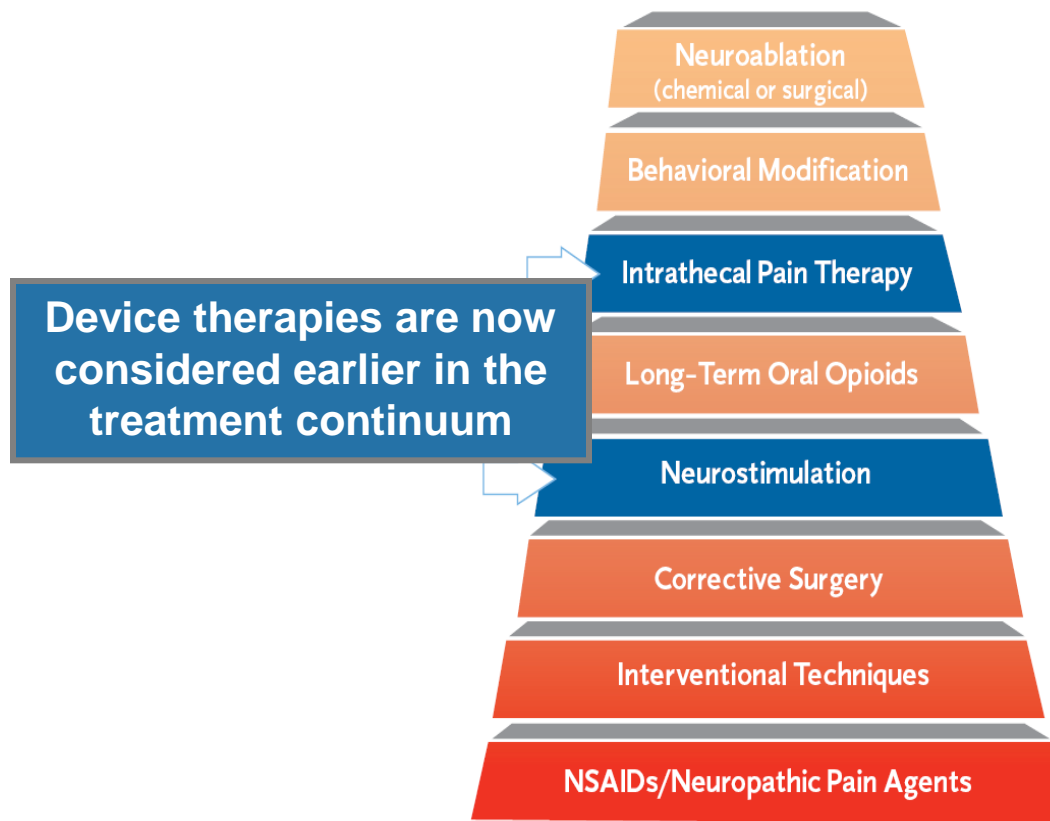 Neuroablation
(chemical or surgical)
Behavioral Modification
Intrathecal Pain Therapy
Device therapies are now
considered earlier in the
treatment continuum
Long-Term Oral Opioids
Neurostimulation
Corrective Surgery
Interventional Techniques
NSAIDs/Neuropathic Pain Agents